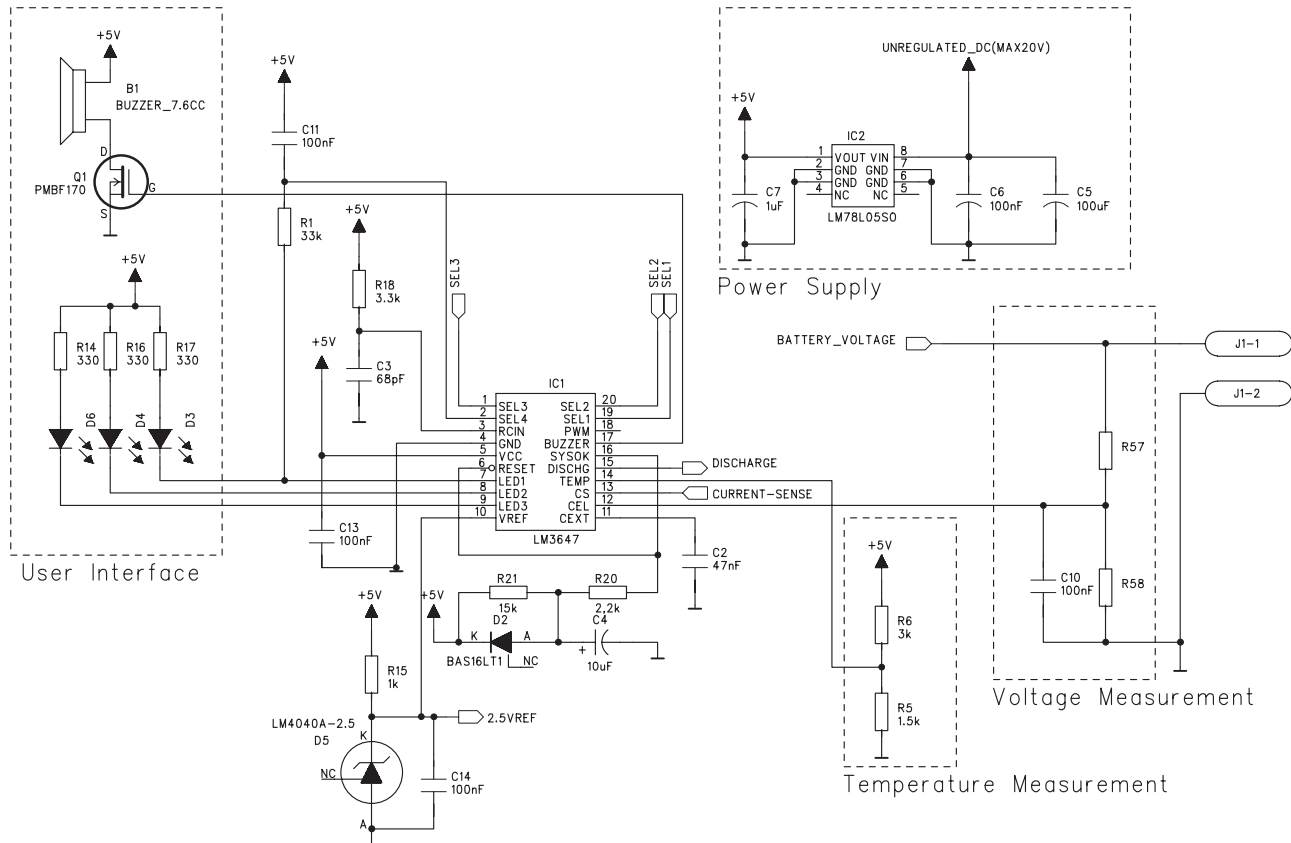 +5V
B1
BUZZER_7.6CC
D
Q1
PMBF170
G
S
+5V
R14
330
R16
330
R17
330
D6
D4
D3
User Interface
+5V
C11
100nF
R1
33k
+5V
R18
3.3k
C3
68pF
+5V
C13
100nF
SEL3
SEL2
SEL1
IC1
1 SEL3 SEL2 20
2 SEL4 SEL1 19
3 RCIN PWM 18
4 GND BUZZER 17
5 VCC SYSOK 16
6 RESET DISCHG 15
7 LED1 TEMP 14
8 LED2 CS 13
9 LED3 CEL 12
10 VREF CEXT 11
LM3647
DISCHARGE
CURRENT-SENSE
C2
47nF
+5V
R21
15k
R20
2,2k
D2
K A
NC
BAS16LT1
C4
+
10uF
+5V
R15
1k
2.5VREF
LM4040A-2.5
D5
K
NC
A
C14
100nF
UNREGULATED_DC(MAX20V)
+5V
IC2
1 VOUT VIN 8
2 GND GND 7
3 GND GND 6
4 NC NC 5
LM78L05SO
C7
1uF
C6
100nF
C5
100uF
Power Supply
BATTERY_VOLTAGE
J1-1
J1-2
R57
R58
C10
100nF
Voltage Measurement
+5V
R6
3k
R5
1.5k
Temperature Measurement